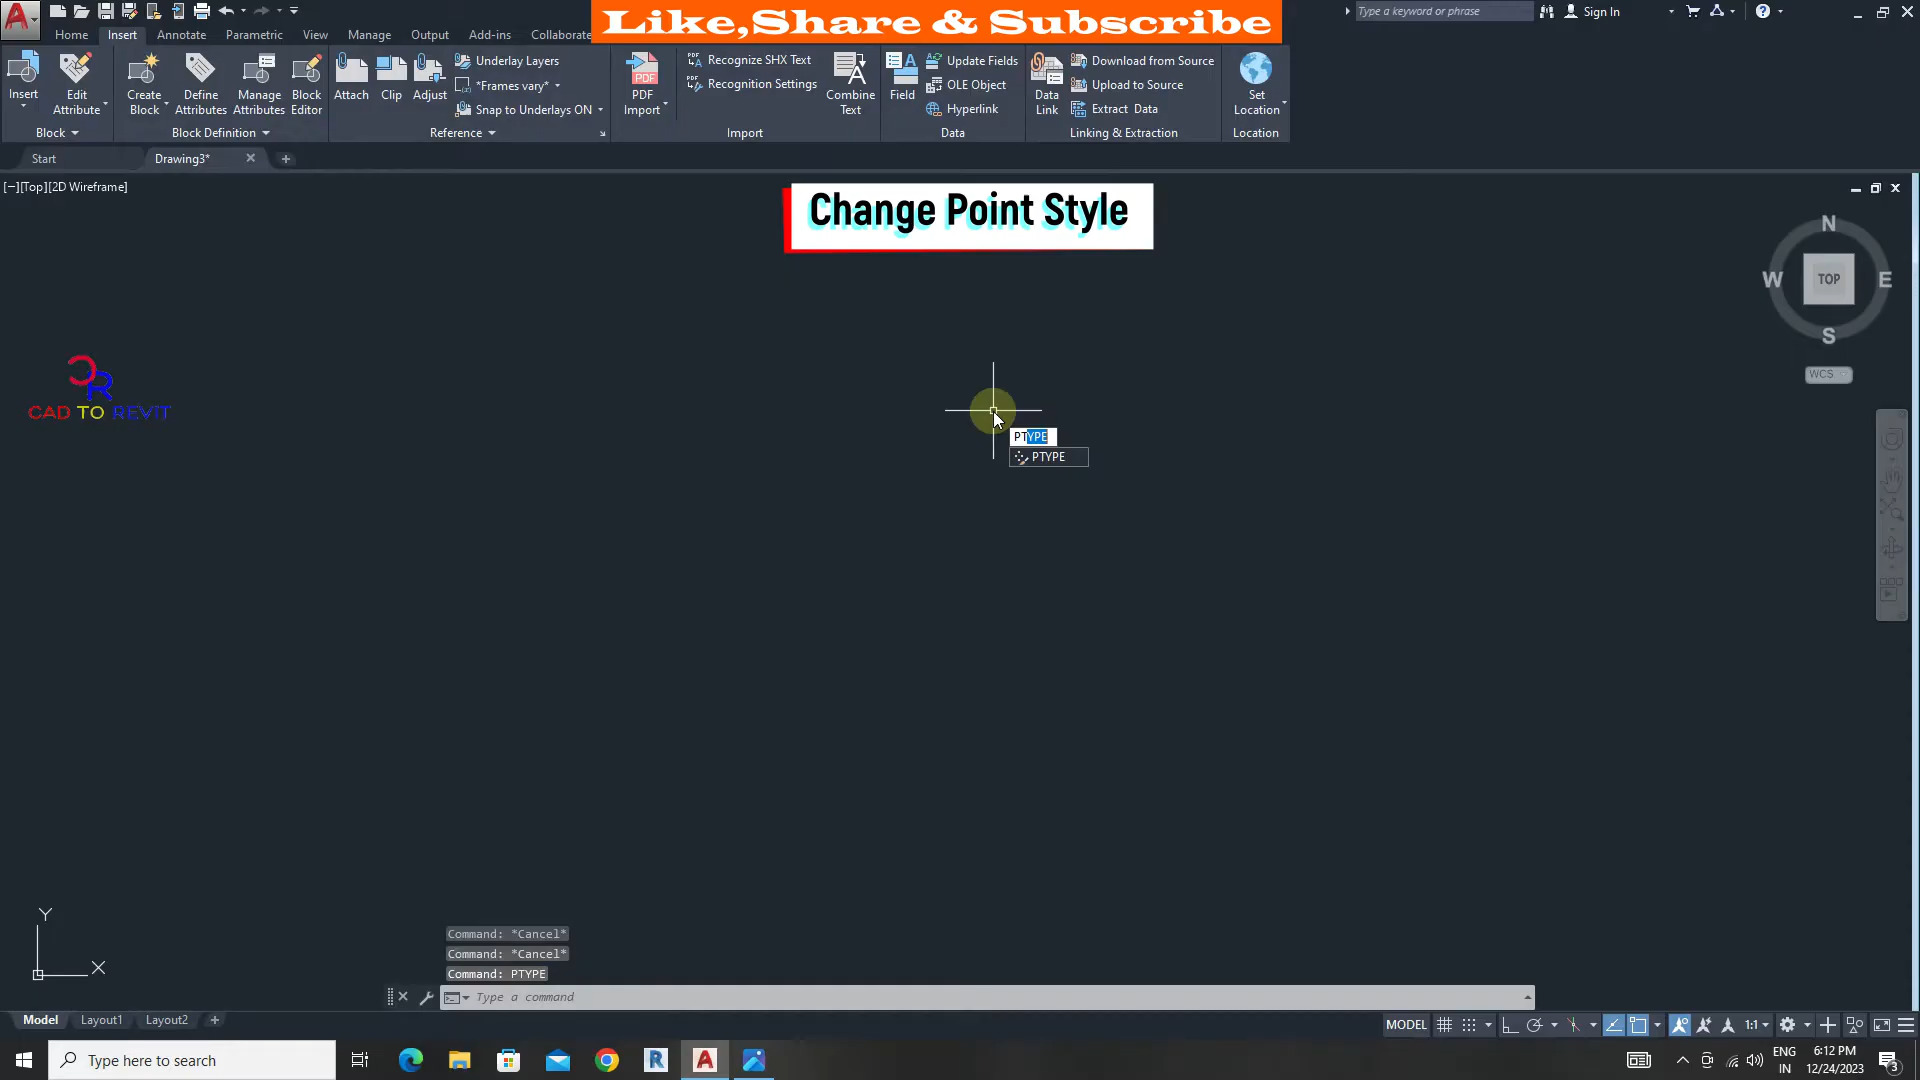 Like,Share & Subscribe
Type a keyword or phrase
Sign In
Home
Insert
Annotate
Parametric
View
Manage
Output
Add-ins
Collaborate
Insert
Edit
Attribute
Block
Create
Block
Define
Attributes
Manage
Attributes
Block
Editor
Block Definition
Attach
Clip
Adjust
Underlay Layers
*Frames vary*
Snap to Underlays ON
Reference
PDF
PDF
Import
Recognize SHX Text
Recognition Settings
Combine
Text
Import
Field
Update Fields
OLE Object
Hyperlink
Data
Data
Link
Download from Source
Upload to Source
Extract Data
Linking & Extraction
Set
Location
Location
Start
Drawing3*
[−][Top][2D Wireframe]
Change Point Style
N
W
TOP
E
S
WCS
CR
CAD TO REVIT
PTYPE
PTYPE
Y
X
Command: *Cancel*
Command: *Cancel*
Command: PTYPE
Type a command
Model
Layout1
Layout2
MODEL
1:1
Type here to search
R
A
ENG
IN
6:12 PM
12/24/2023
3